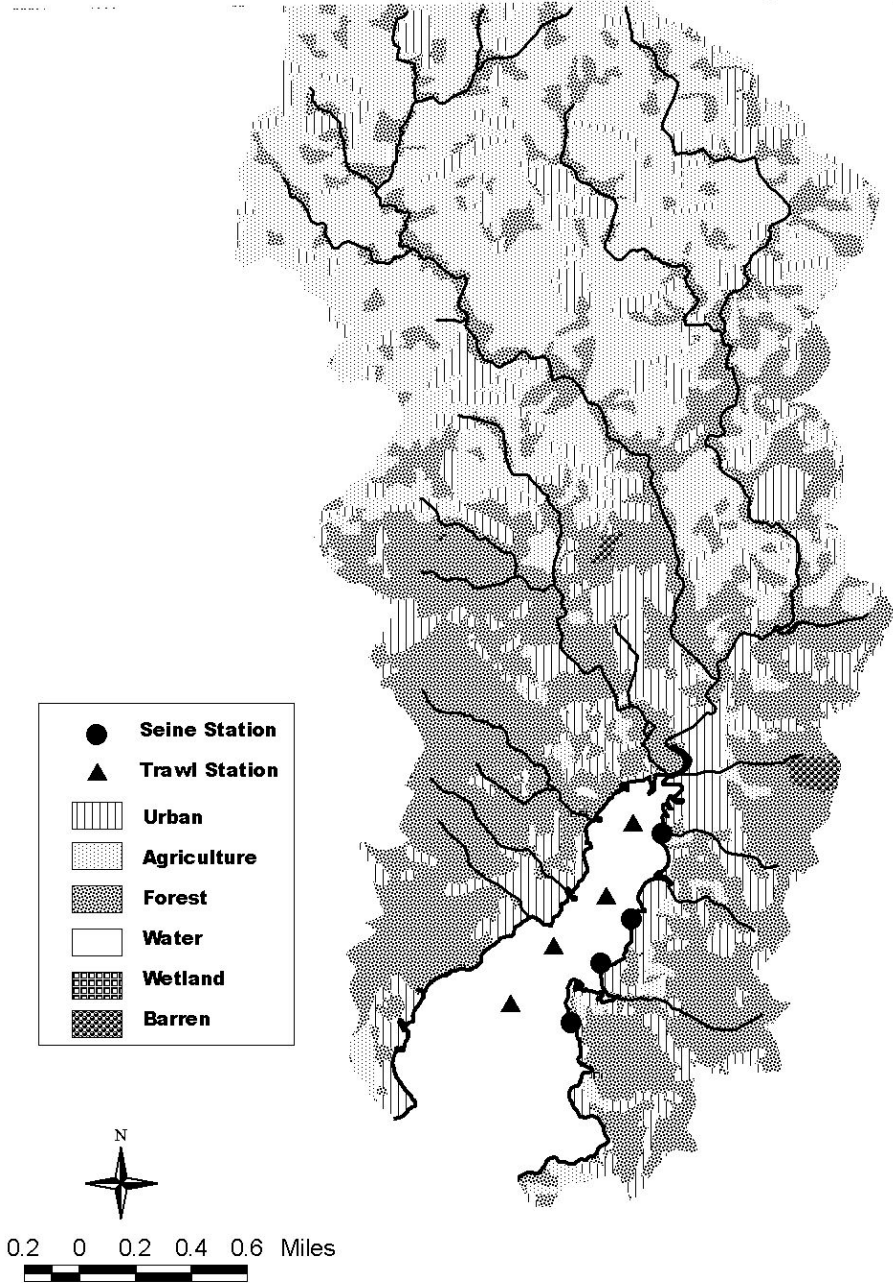 Seine Station
Trawl Station
Urban
Agriculture
Forest
Water
Wetland
Barren
N
0.2 0 0.2 0.4 0.6 Miles